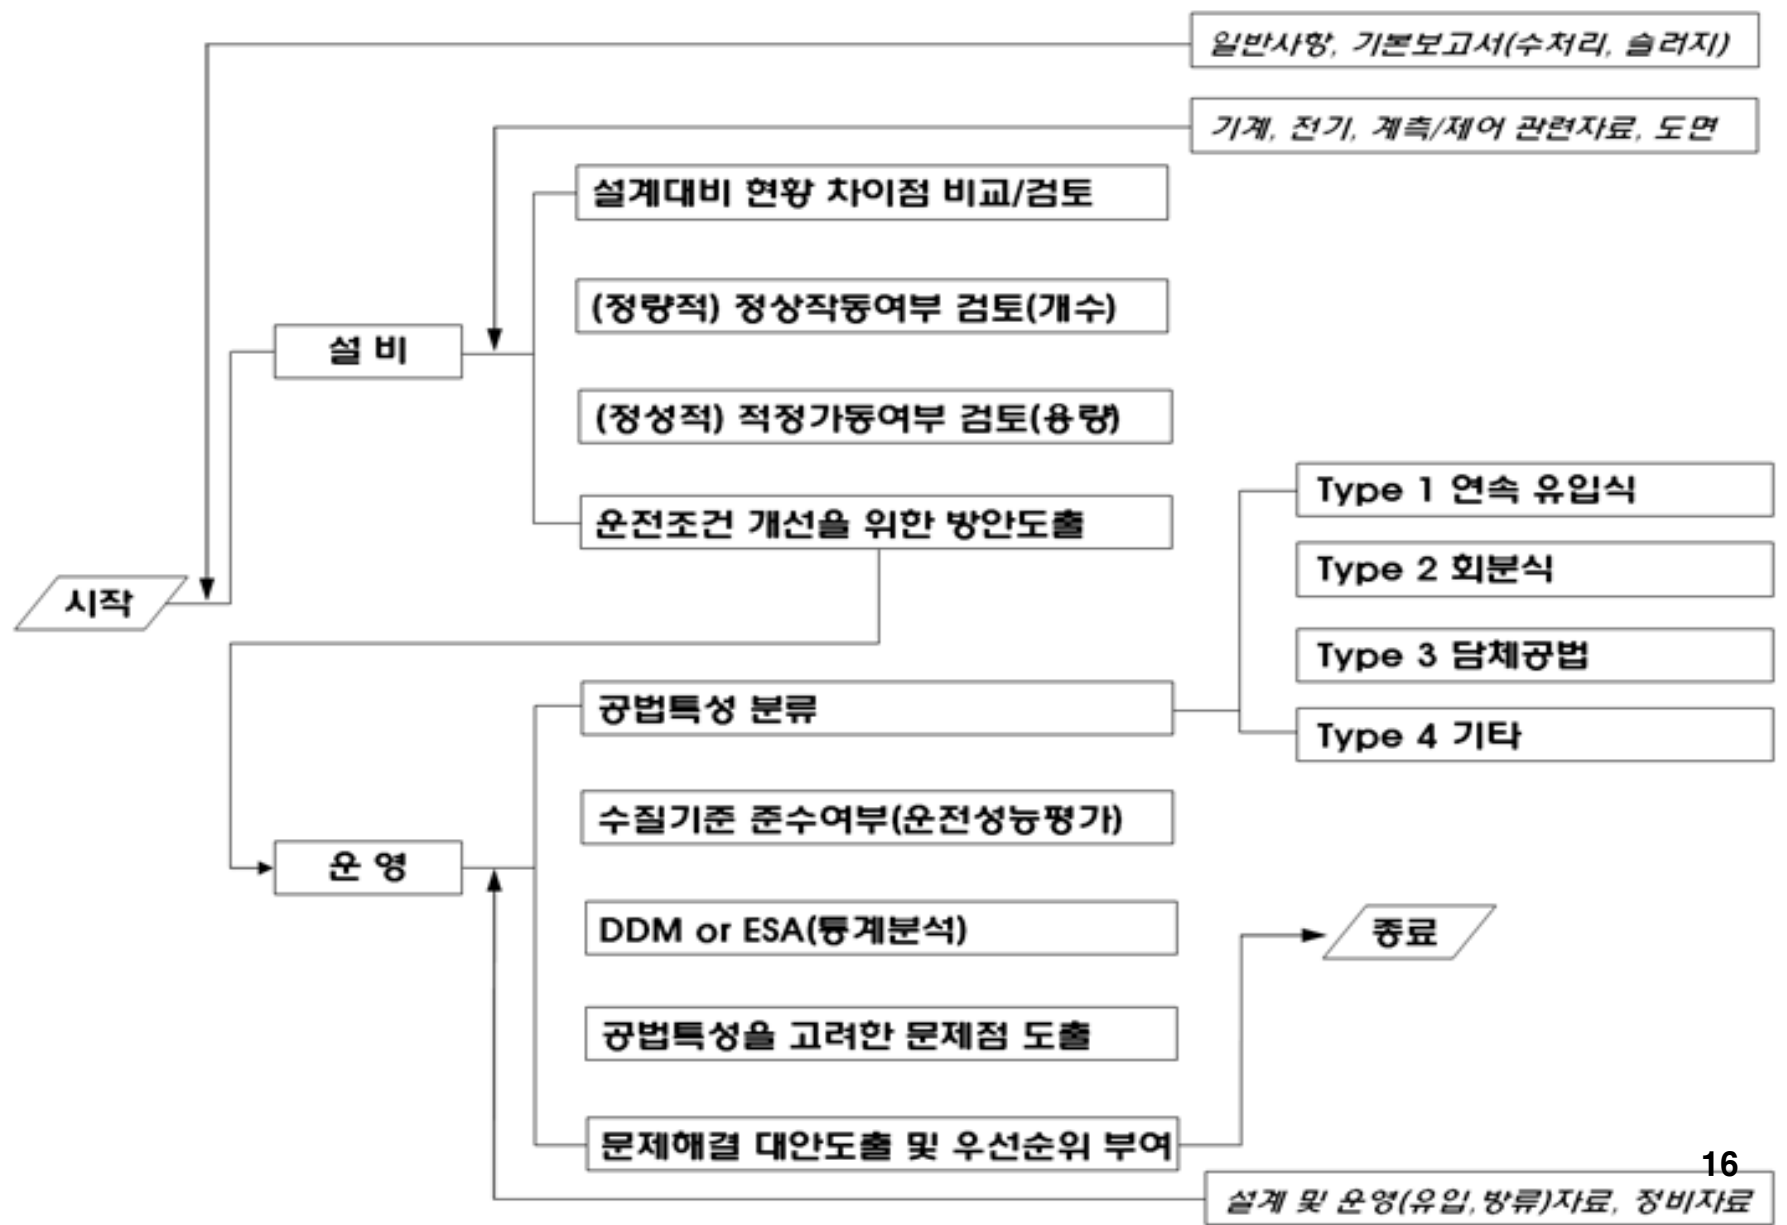 일반사항, 기본보고서(수처리, 슬러지)
기계, 전기, 계측/제어 관련자료, 도면
설계대비 현황 차이점 비교/검토
(정량적) 정상작동여부 검토(개수)
설 비
(정성적) 적정가동여부 검토(용량)
운전조건 개선을 위한 방안도출
시작
Type 1 연속 유입식
Type 2 회분식
Type 3 담체공법
Type 4 기타
공법특성 분류
수질기준 준수여부(운전성능평가)
운 영
DDM or ESA(통계분석)
종료
공법특성을 고려한 문제점 도출
문제해결 대안도출 및 우선순위 부여
16
설계 및 운영(유입,방류)자료, 정비자료